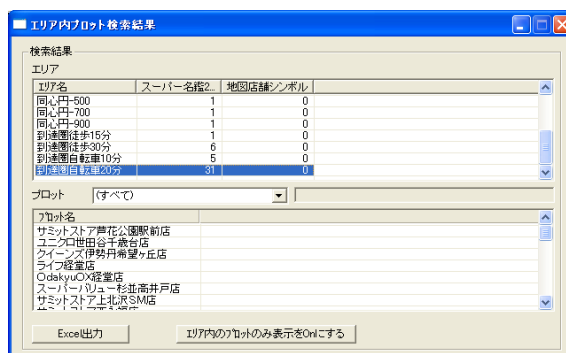 エリア内プロット検索結果
検索結果
エリア
エリア名 スーパー名鑑2... 地図店舗シンボル
同心円-500 1 0
同心円-700 1 0
同心円-900 1 0
到達圏徒歩15分 1 0
到達圏徒歩30分 6 0
到達圏自転車10分 5 0
到達圏自転車20分 31 0
プロット (すべて)
プロット名
サミットストア芦花公園駅前店
ユニクロ世田谷千歳台店
クイーンズ伊勢丹希望ヶ丘店
ライフ経堂店
OdakyuOX経堂店
スーパーバリュー杉並高井戸店
サミットストア上北沢SM店
Excel出力 エリア内のプロットのみ表示をOnにする